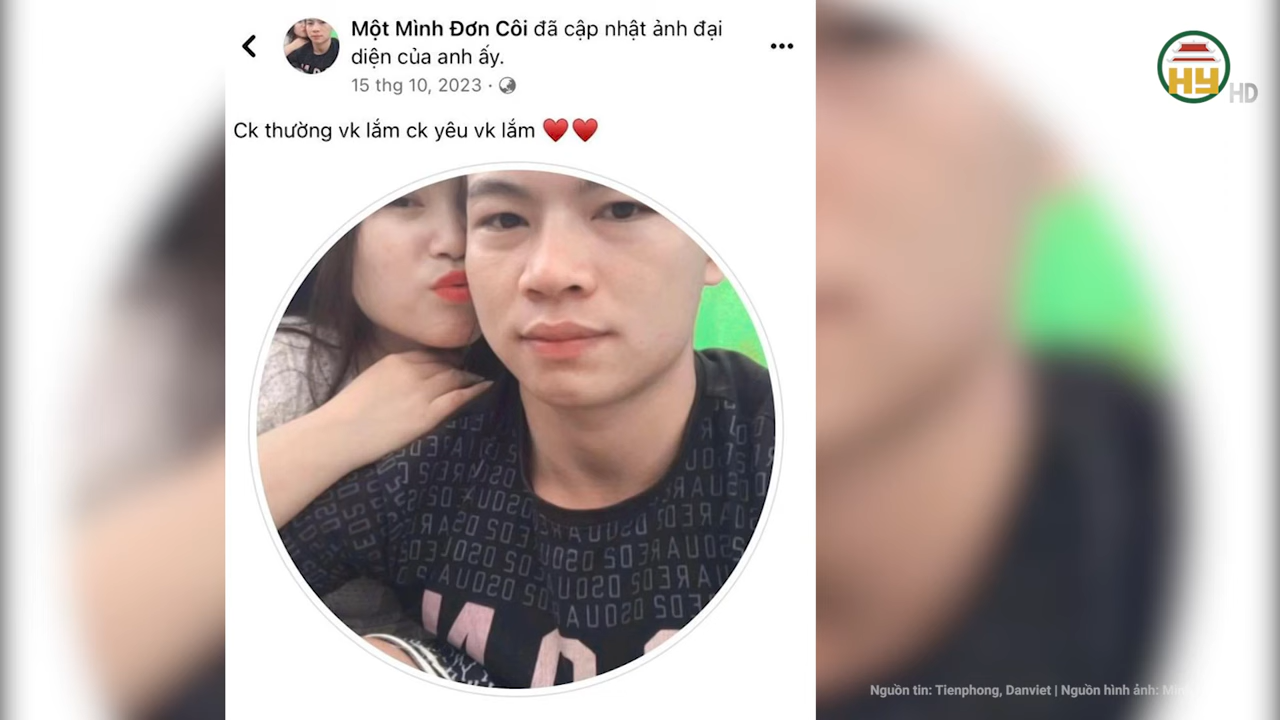 Một Mình Đơn Côi đã cập nhật ảnh đại
diện của anh ấy.
15 thg 10, 2023 ·
Ck thường vk lắm ck yêu vk lắm ❤️❤️
HY
HD
Nguồn tin: Tienphong, Danviet | Nguồn hình ảnh: